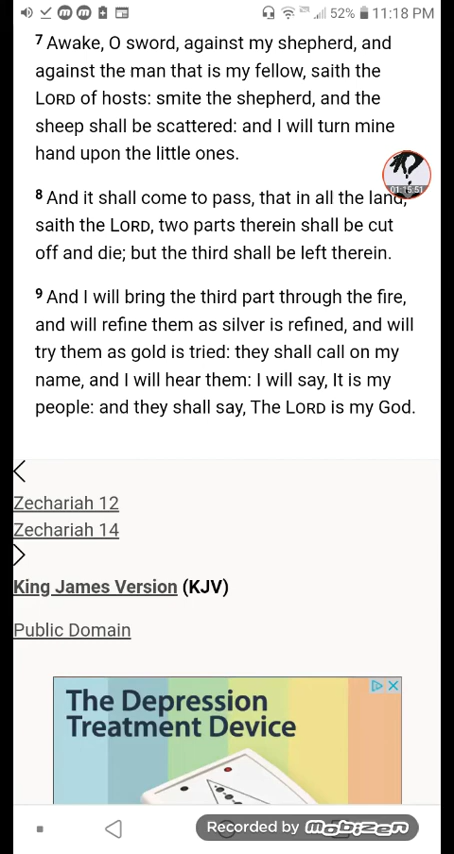 52% 11:18 PM
7 Awake, O sword, against my shepherd, and
against the man that is my fellow, saith the
LORD of hosts: smite the shepherd, and the
sheep shall be scattered: and I will turn mine
hand upon the little ones.
01:15:51
8 And it shall come to pass, that in all the land,
saith the LORD, two parts therein shall be cut
off and die; but the third shall be left therein.
9 And I will bring the third part through the fire,
and will refine them as silver is refined, and will
try them as gold is tried: they shall call on my
name, and I will hear them: I will say, It is my
people: and they shall say, The LORD is my God.
Zechariah 12
Zechariah 14
King James Version (KJV)
Public Domain
The Depression
Treatment Device
Recorded by mobizen